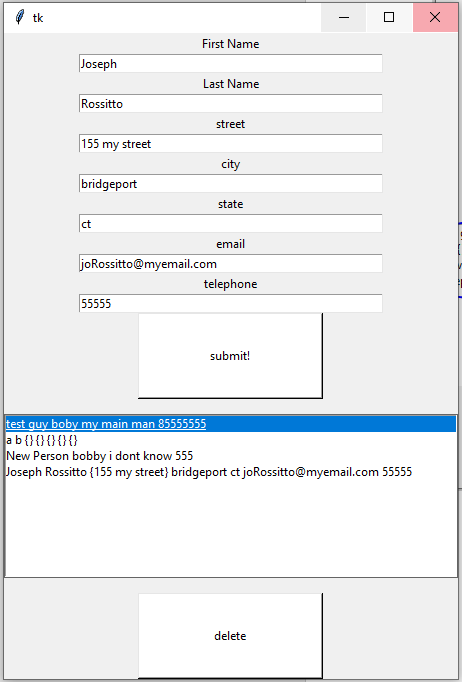 tk
First Name
Joseph
Last Name
Rossitto
street
155 my street
city
bridgeport
state
ct
email
joRossitto@myemail.com
telephone
55555
submit!
test guy boby my main man 85555555
a b {} {} {} {} {}
New Person bobby i dont know 555
Joseph Rossitto {155 my street} bridgeport ct joRossitto@myemail.com 55555
delete